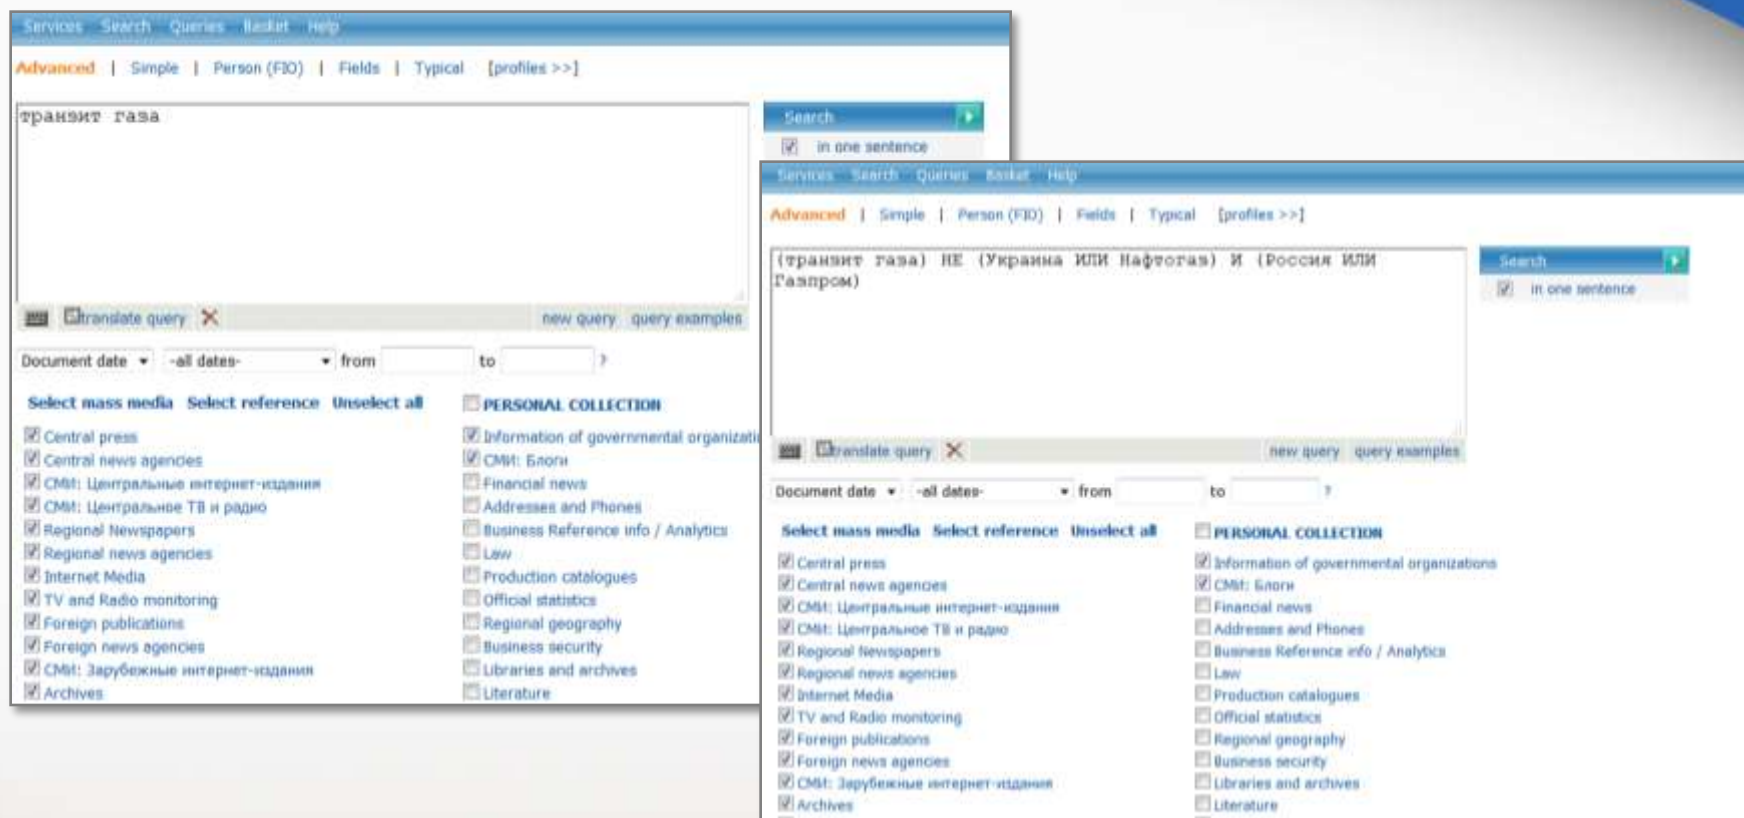 Services Search Queries Basket Help
Advanced | Simple | Person (FIO) | Fields | Typical [profiles >>]
транзит газа
Search
in one sentence
translate query
new query query examples
Document date -all dates- from to ?
Select mass media Select reference Unselect all
Central press
Central news agencies
СМИ: Центральные интернет-издания
СМИ: Центральное ТВ и радио
Regional Newspapers
Regional news agencies
Internet Media
TV and Radio monitoring
Foreign publications
Foreign news agencies
СМИ: Зарубежные интернет-издания
Archives
PERSONAL COLLECTION
Information of governmental organizati
СМИ: Блоги
Financial news
Addresses and Phones
Business Reference info / Analytics
Law
Production catalogues
Official statistics
Regional geography
Business security
Libraries and archives
Literature
Services Search Queries Basket Help
Advanced | Simple | Person (FIO) | Fields | Typical [profiles >>]
(транзит газа) НЕ (Украина ИЛИ Нафтогаз) И (Россия ИЛИ
Газпром)
Search
in one sentence
translate query
new query query examples
Document date -all dates- from to ?
Select mass media Select reference Unselect all
Central press
Central news agencies
СМИ: Центральные интернет-издания
СМИ: Центральное ТВ и радио
Regional Newspapers
Regional news agencies
Internet Media
TV and Radio monitoring
Foreign publications
Foreign news agencies
СМИ: Зарубежные интернет-издания
Archives
PERSONAL COLLECTION
Information of governmental organizations
СМИ: Блоги
Financial news
Addresses and Phones
Business Reference info / Analytics
Law
Production catalogues
Official statistics
Regional geography
Business security
Libraries and archives
Literature